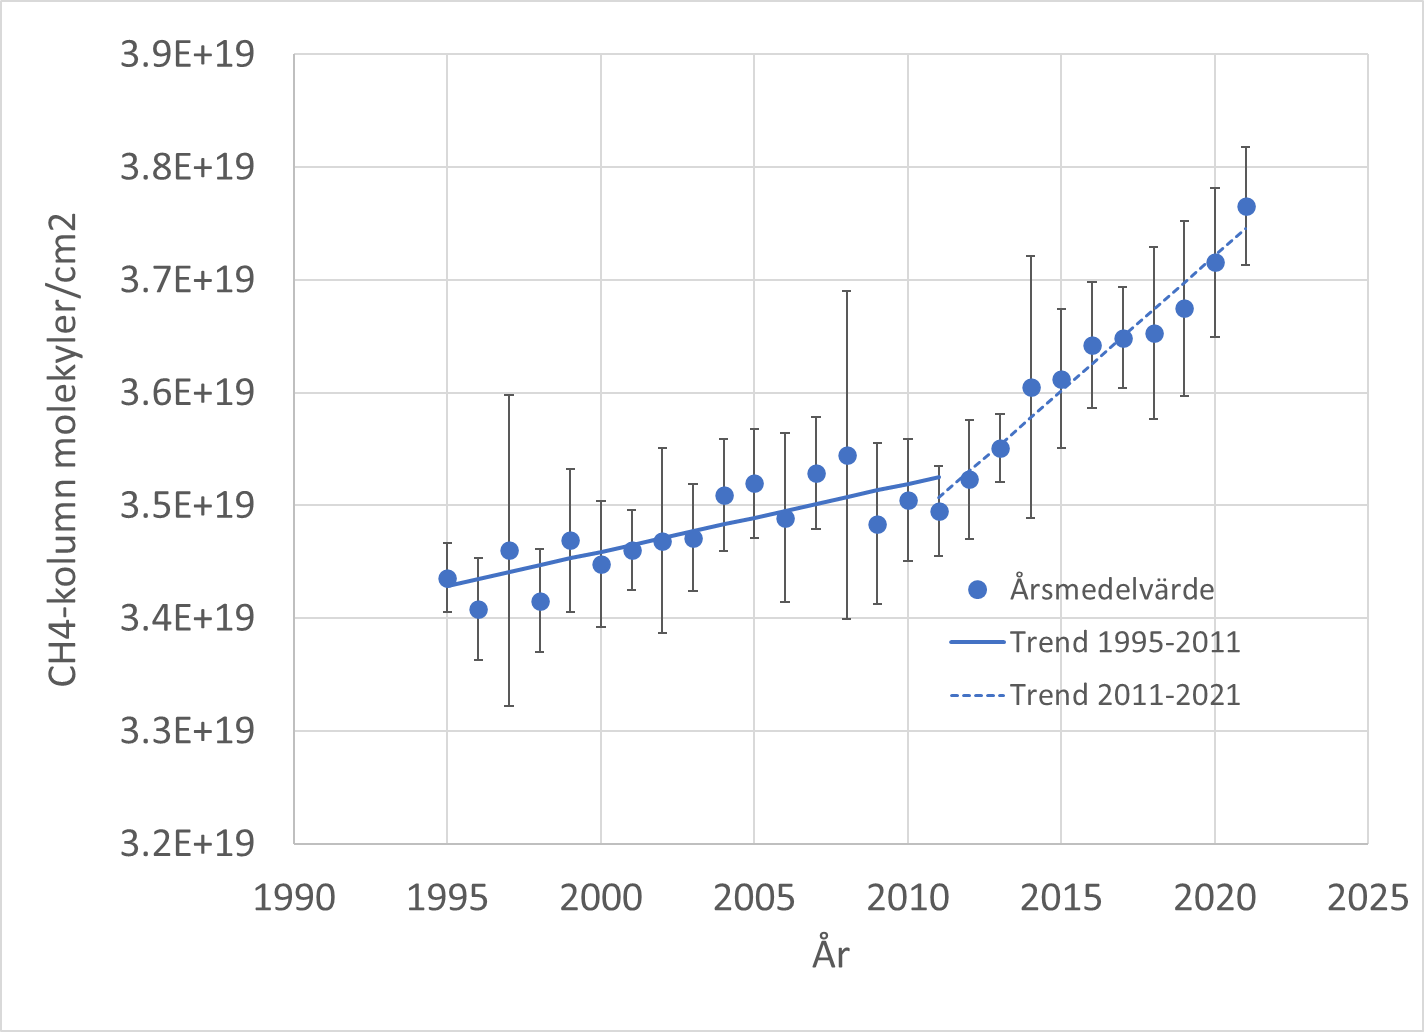 3.9E+19
3.8E+19
3.7E+19
3.6E+19
3.5E+19
3.4E+19
3.3E+19
3.2E+19
CH4-kolumn molekyler/cm2
Årsmedelvärde
Trend 1995-2011
Trend 2011-2021
1990 1995 2000 2005 2010 2015 2020 2025
År